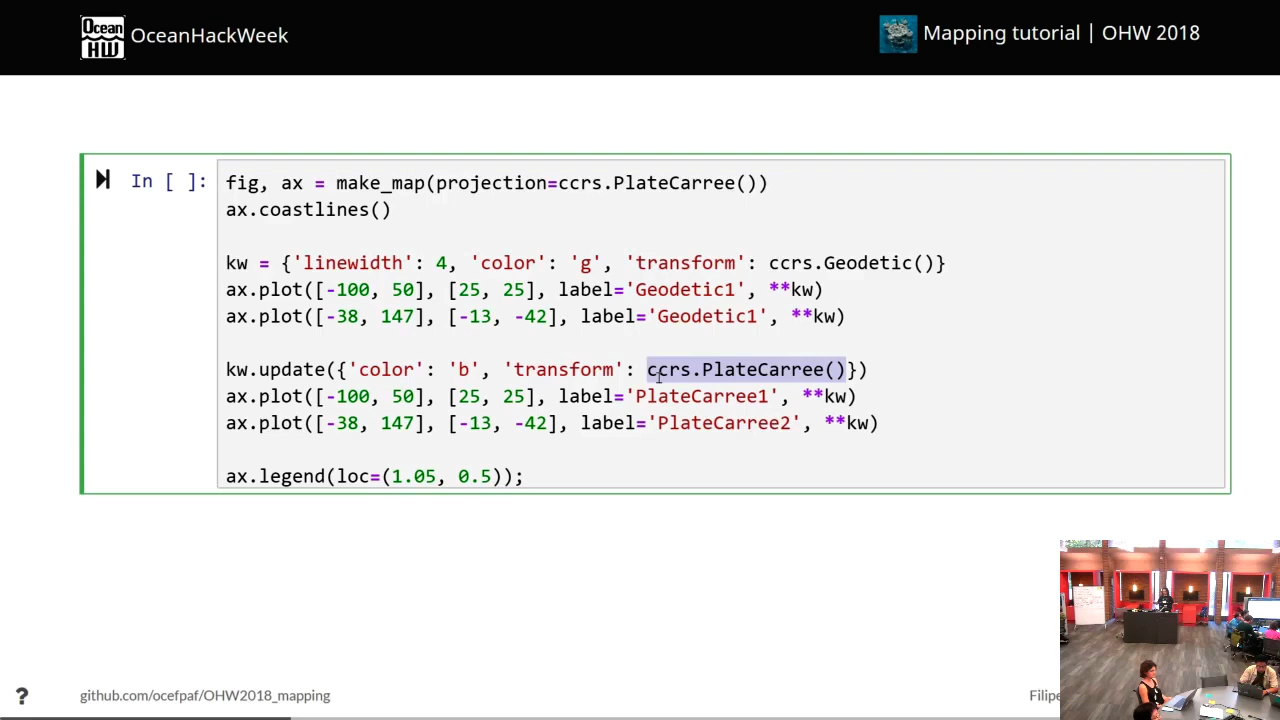 Ocean
HW
OceanHackWeek
Mapping tutorial | OHW 2018
In [ ]:
fig, ax = make_map(projection=ccrs.PlateCarree())
ax.coastlines()
kw = {'linewidth': 4, 'color': 'g', 'transform': ccrs.Geodetic()}
ax.plot([-100, 50], [25, 25], label='Geodetic1', **kw)
ax.plot([-38, 147], [-13, -42], label='Geodetic1', **kw)
kw.update({'color': 'b', 'transform': ccrs.PlateCarree()})
ax.plot([-100, 50], [25, 25], label='PlateCarree1', **kw)
ax.plot([-38, 147], [-13, -42], label='PlateCarree2', **kw)
ax.legend(loc=(1.05, 0.5));
?
github.com/ocefpaf/OHW2018_mapping
Filipe